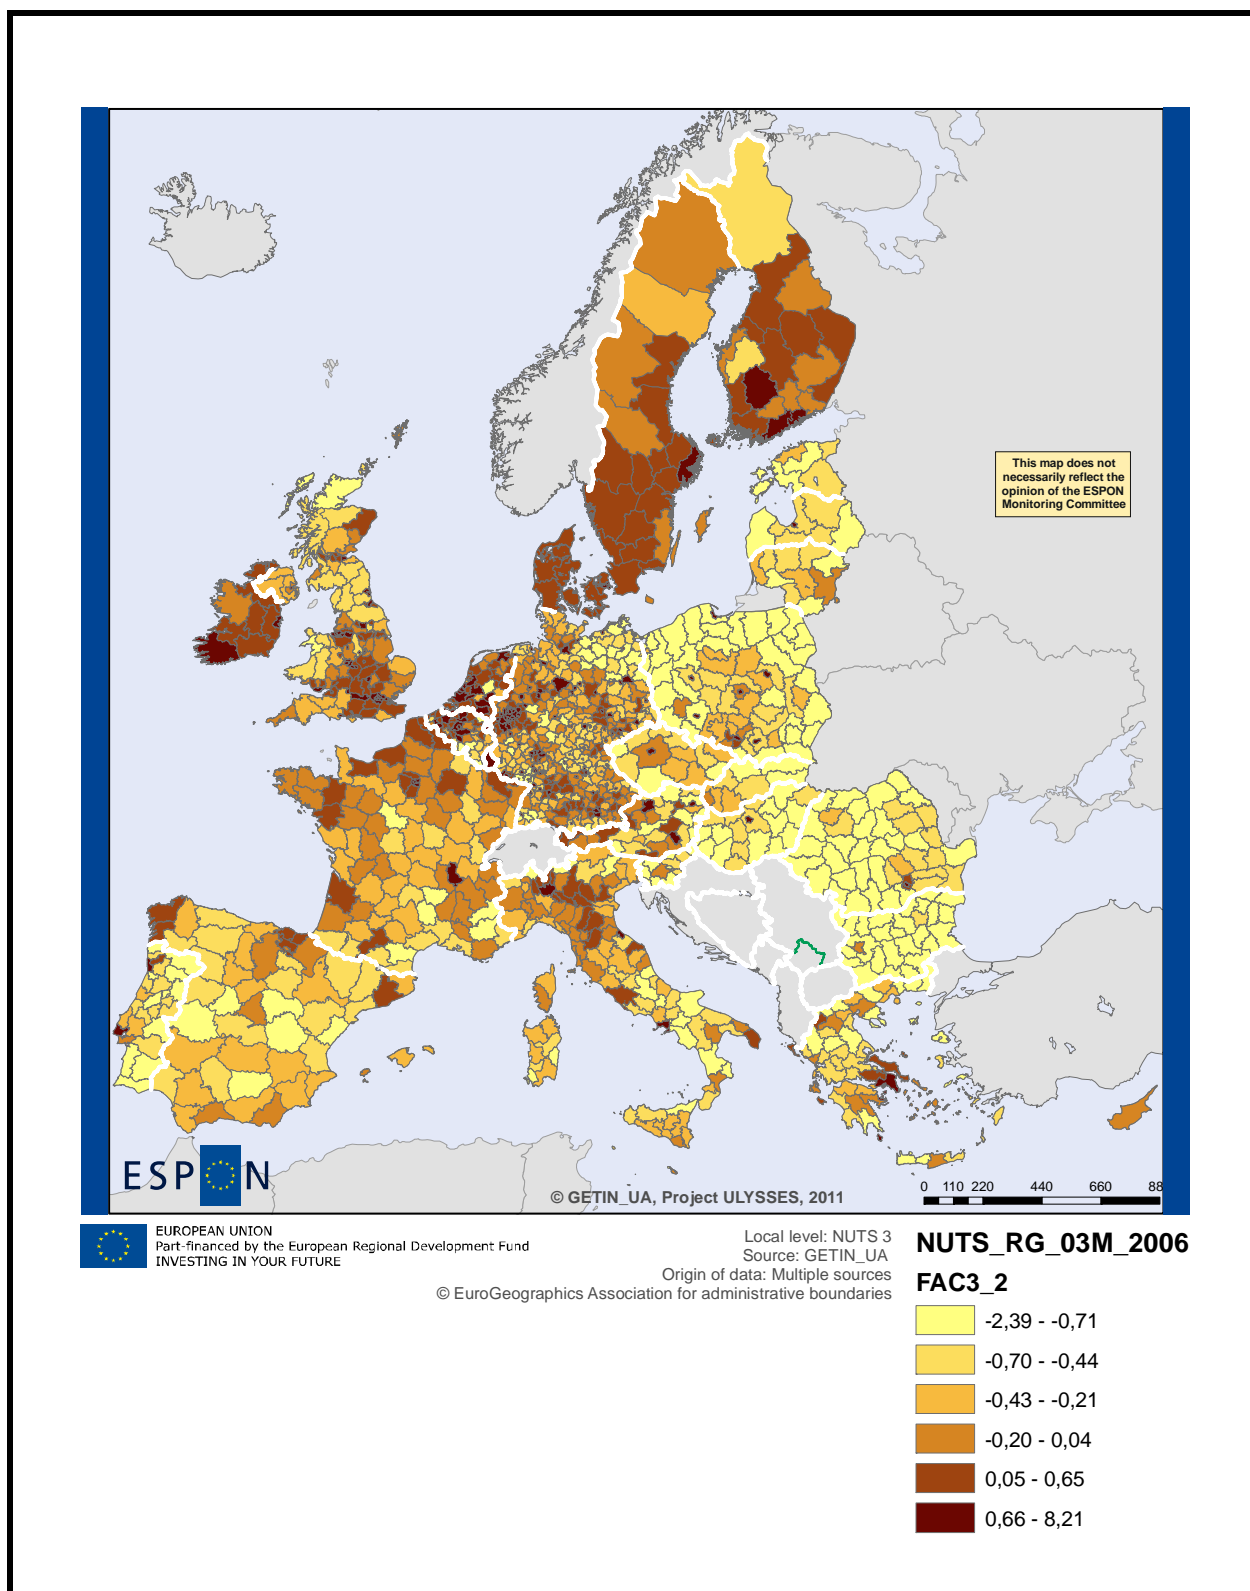 This map does not
necessarily reflect the
opinion of the ESPON
Monitoring Committee
ESPON
© GETIN_UA, Project ULYSSES, 2011
0 110 220 440 660 88
EUROPEAN UNION
Part-financed by the European Regional Development Fund
INVESTING IN YOUR FUTURE
Local level: NUTS 3
Source: GETIN_UA
Origin of data: Multiple sources
© EuroGeographics Association for administrative boundaries
NUTS_RG_03M_2006
FAC3_2
-2,39 - -0,71
-0,70 - -0,44
-0,43 - -0,21
-0,20 - 0,04
0,05 - 0,65
0,66 - 8,21